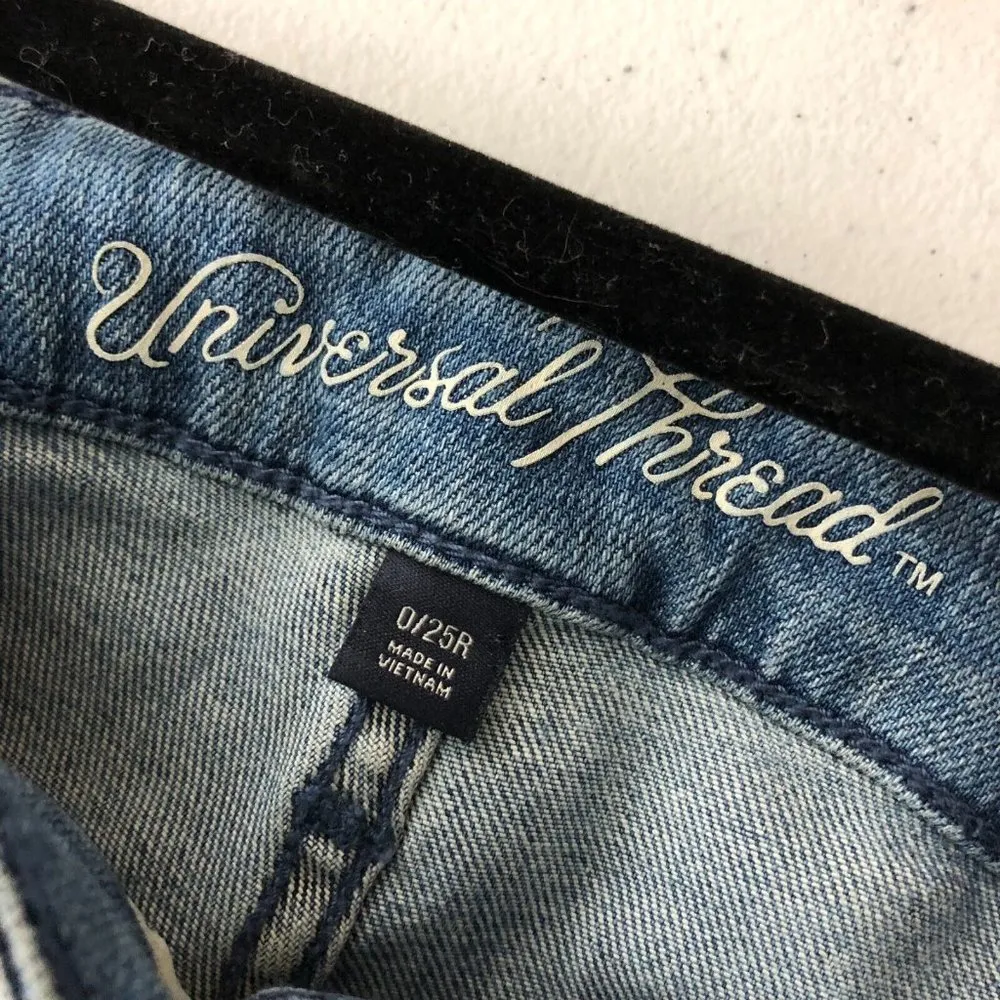 Universal Thread™
0/25R
MADE IN
VIETNAM